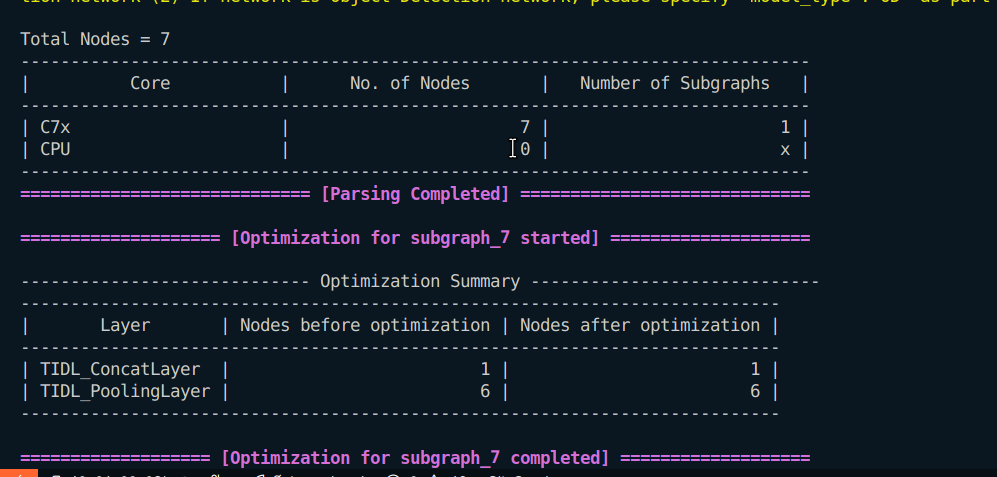 Total Nodes = 7
-------------------------------------------------------------------------------
|          Core           |      No. of Nodes       |   Number of Subgraphs   |
-------------------------------------------------------------------------------
| C7x                     |                       7 |                       1 |
| CPU                     |                       0 |                       x |
-------------------------------------------------------------------------------
============================= [Parsing Completed] =============================
==================== [Optimization for subgraph_7 started] ====================
----------------------------- Optimization Summary -----------------------------
----------------------------------------------------------------------------
|       Layer       | Nodes before optimization | Nodes after optimization |
----------------------------------------------------------------------------
| TIDL_ConcatLayer  |                         1 |                        1 |
| TIDL_PoolingLayer |                         6 |                        6 |
----------------------------------------------------------------------------
=================== [Optimization for subgraph_7 completed] ===================